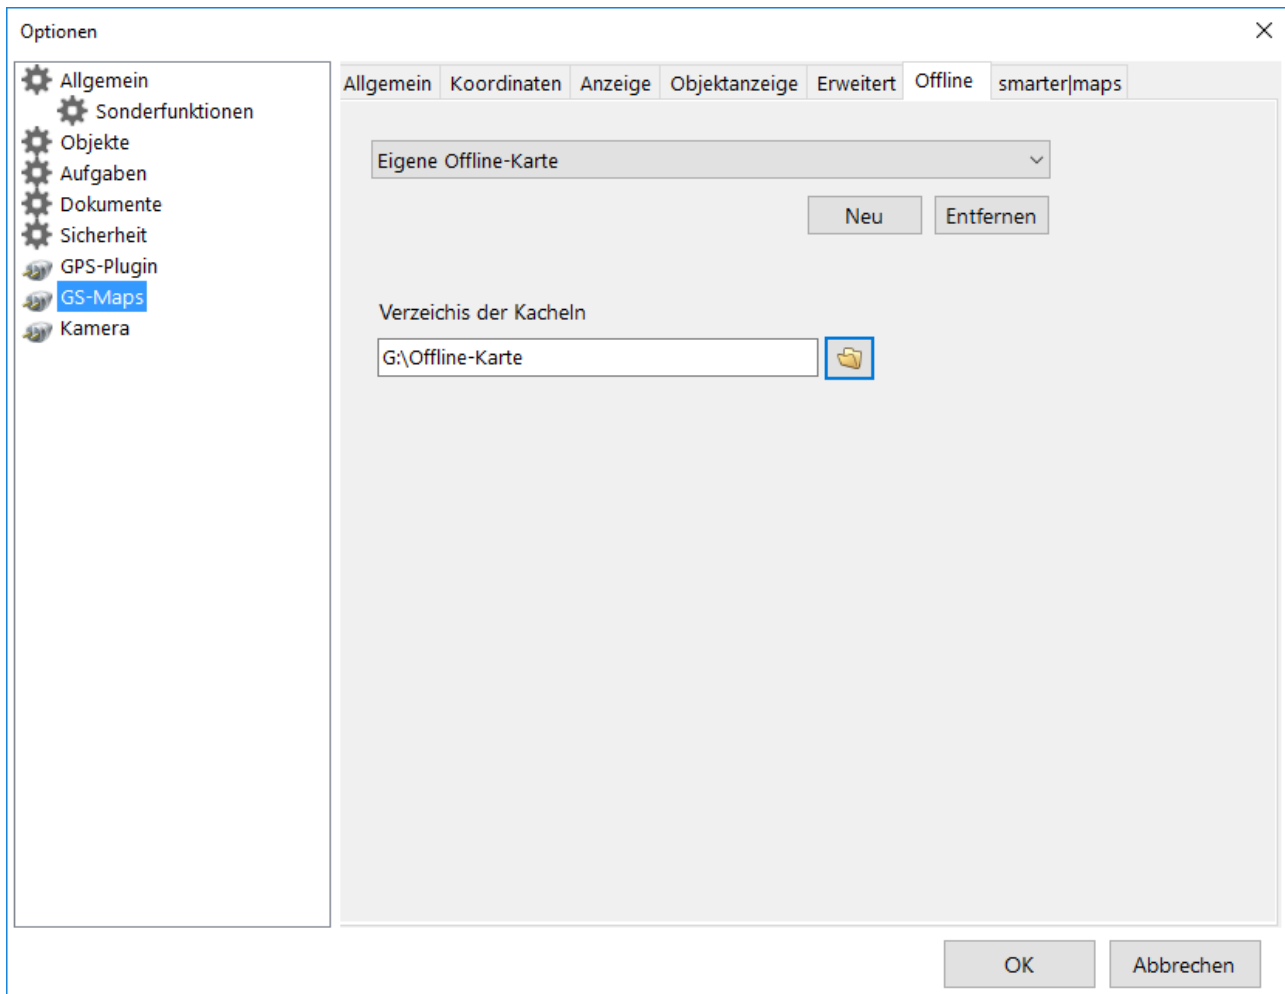 Optionen
Allgemein
Sonderfunktionen
Objekte
Aufgaben
Dokumente
Sicherheit
GPS-Plugin
GS-Maps
Kamera
Allgemein Koordinaten Anzeige Objektanzeige Erweitert Offline smarter|maps
Eigene Offline-Karte
Neu Entfernen
Verzeichis der Kacheln
G:\Offline-Karte
OK Abbrechen